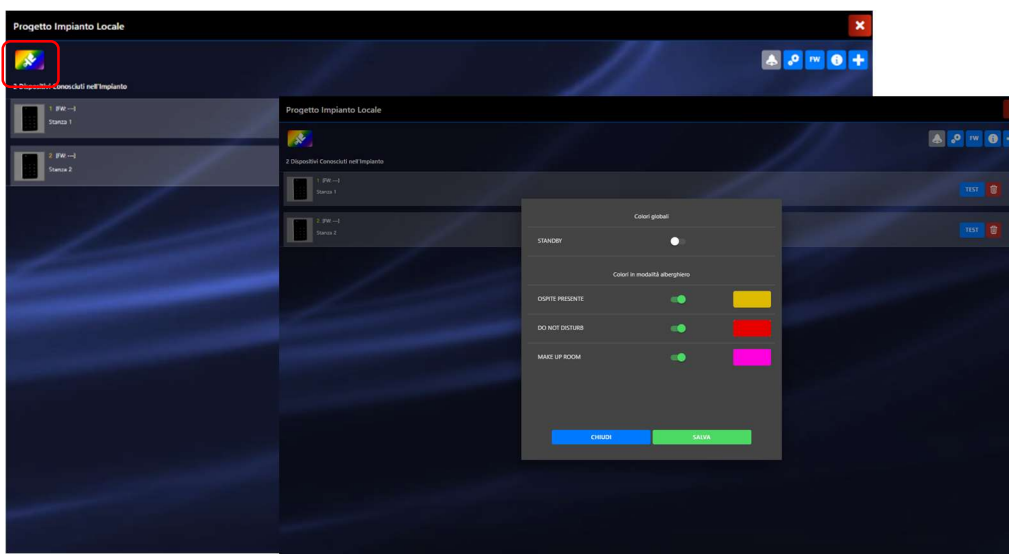 Progetto Impianto Locale
FW
2 Dispositivi Conosciuti nell'Impianto
1 [FW: ---]
Stanza 1
2 [FW: ---]
Stanza 2
Progetto Impianto Locale
FW
2 Dispositivi Conosciuti nell'Impianto
1 [FW: ---]
Stanza 1
TEST
2 [FW: ---]
Stanza 2
TEST
Colori globali
STANDBY
Colori in modalità alberghiero
OSPITE PRESENTE
DO NOT DISTURB
MAKE UP ROOM
CHIUDI SALVA